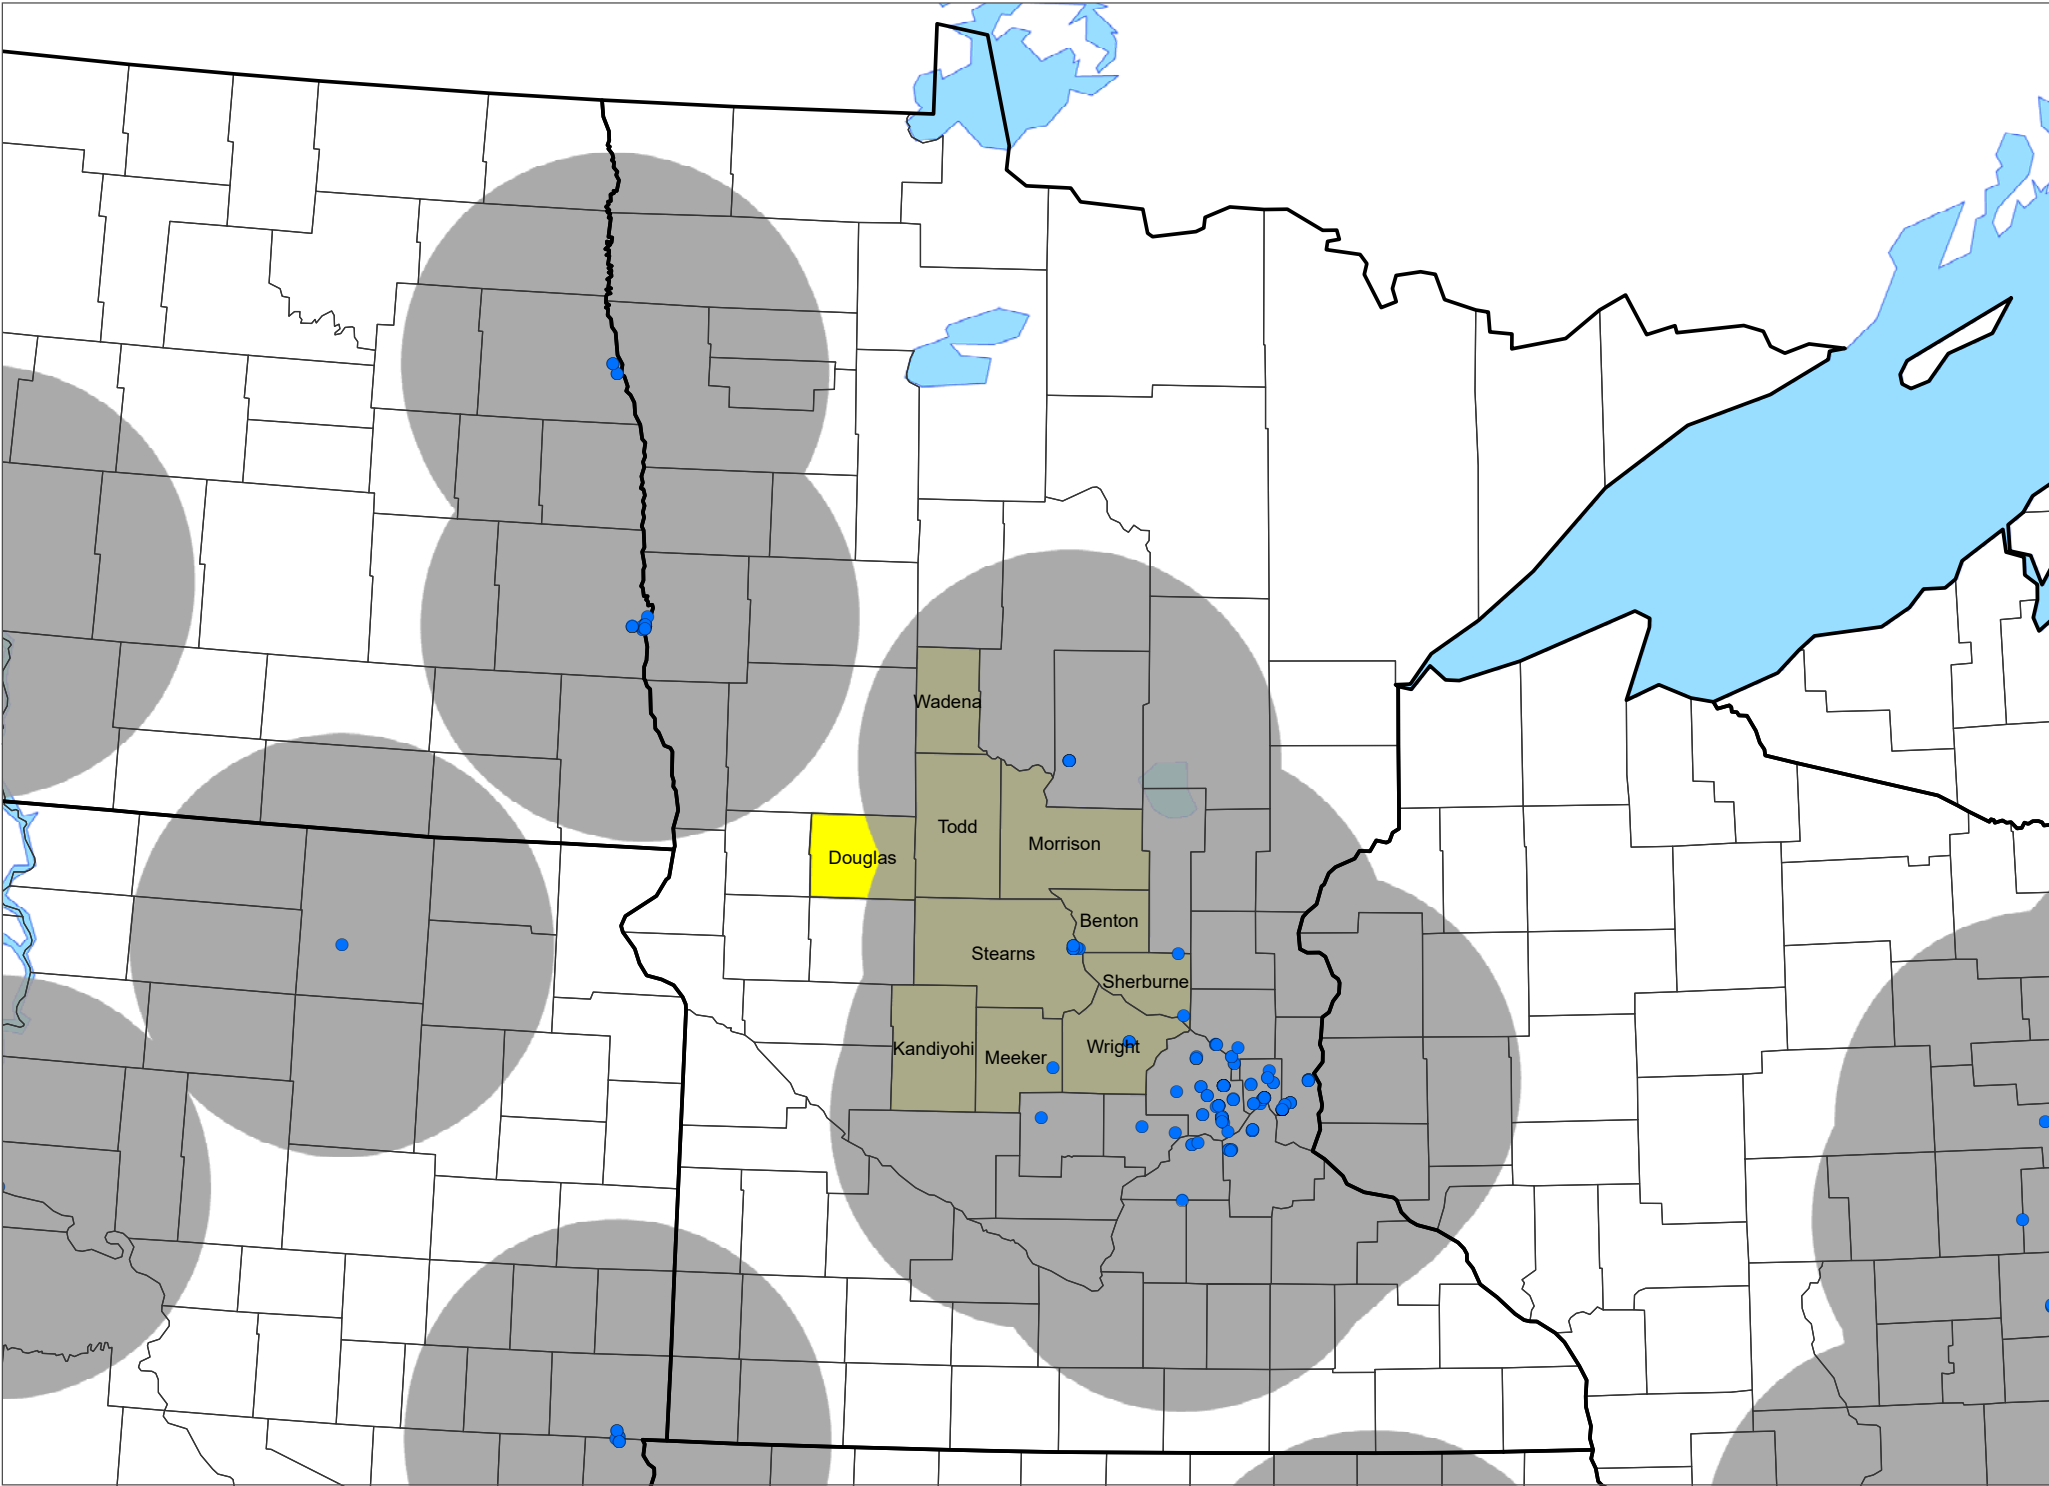 Wadena
Todd
Morrison
Douglas
Benton
Stearns
Sherburne
Kandiyohi
Meeker
Wright